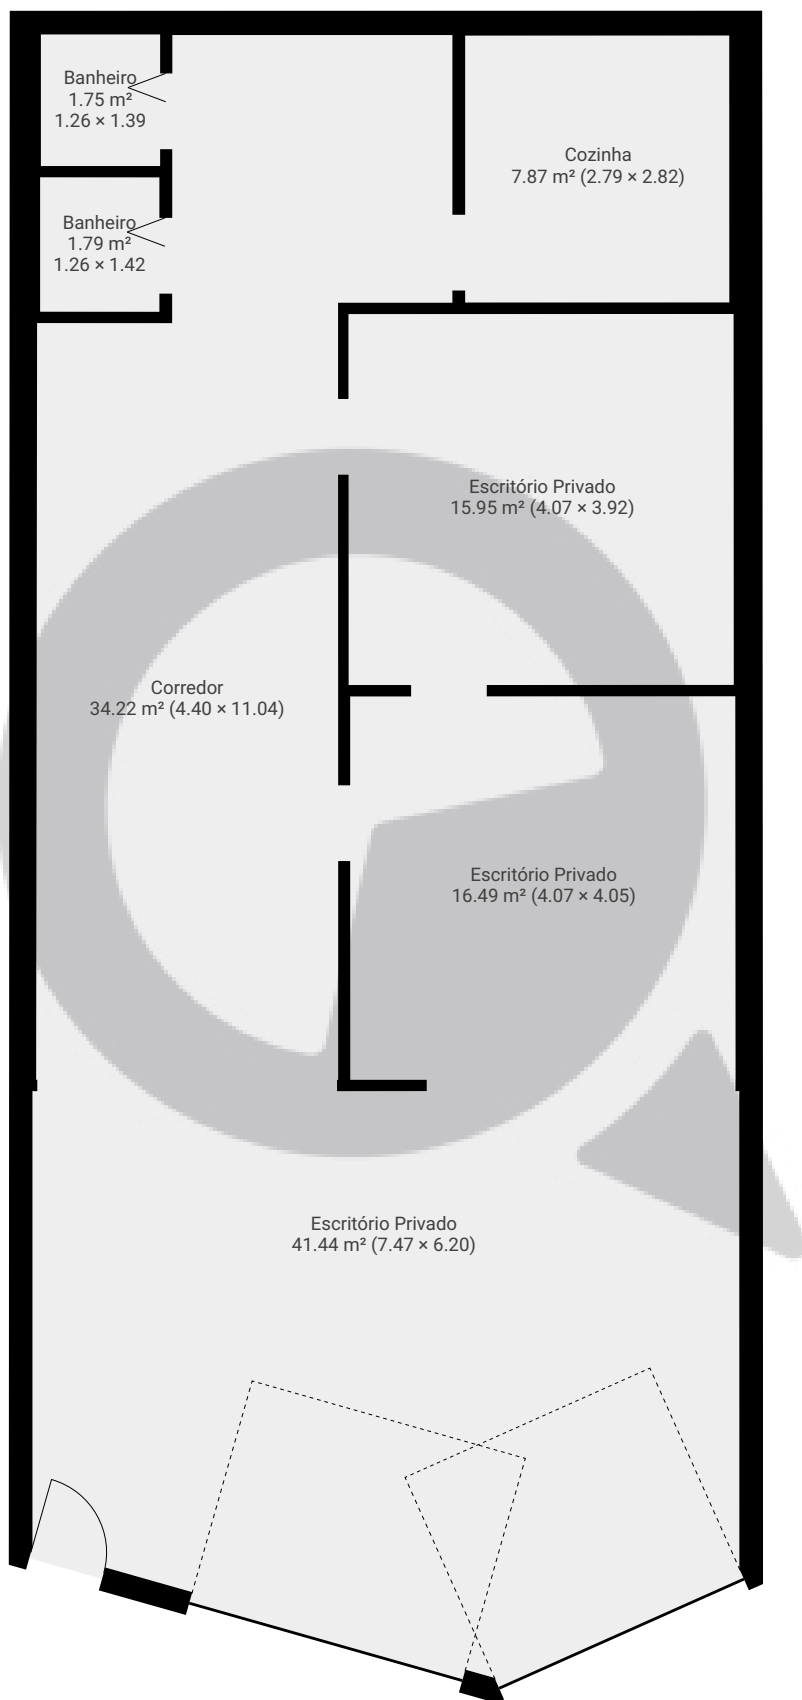 Banheiro
1.75 m²
1.26 × 1.39
Cozinha
7.87 m² (2.79 × 2.82)
Banheiro
1.79 m²
1.26 × 1.42
Escritório Privado
15.95 m² (4.07 × 3.92)
Corredor
34.22 m² (4.40 × 11.04)
Escritório Privado
16.49 m² (4.07 × 4.05)
Escritório Privado
41.44 m² (7.47 × 6.20)